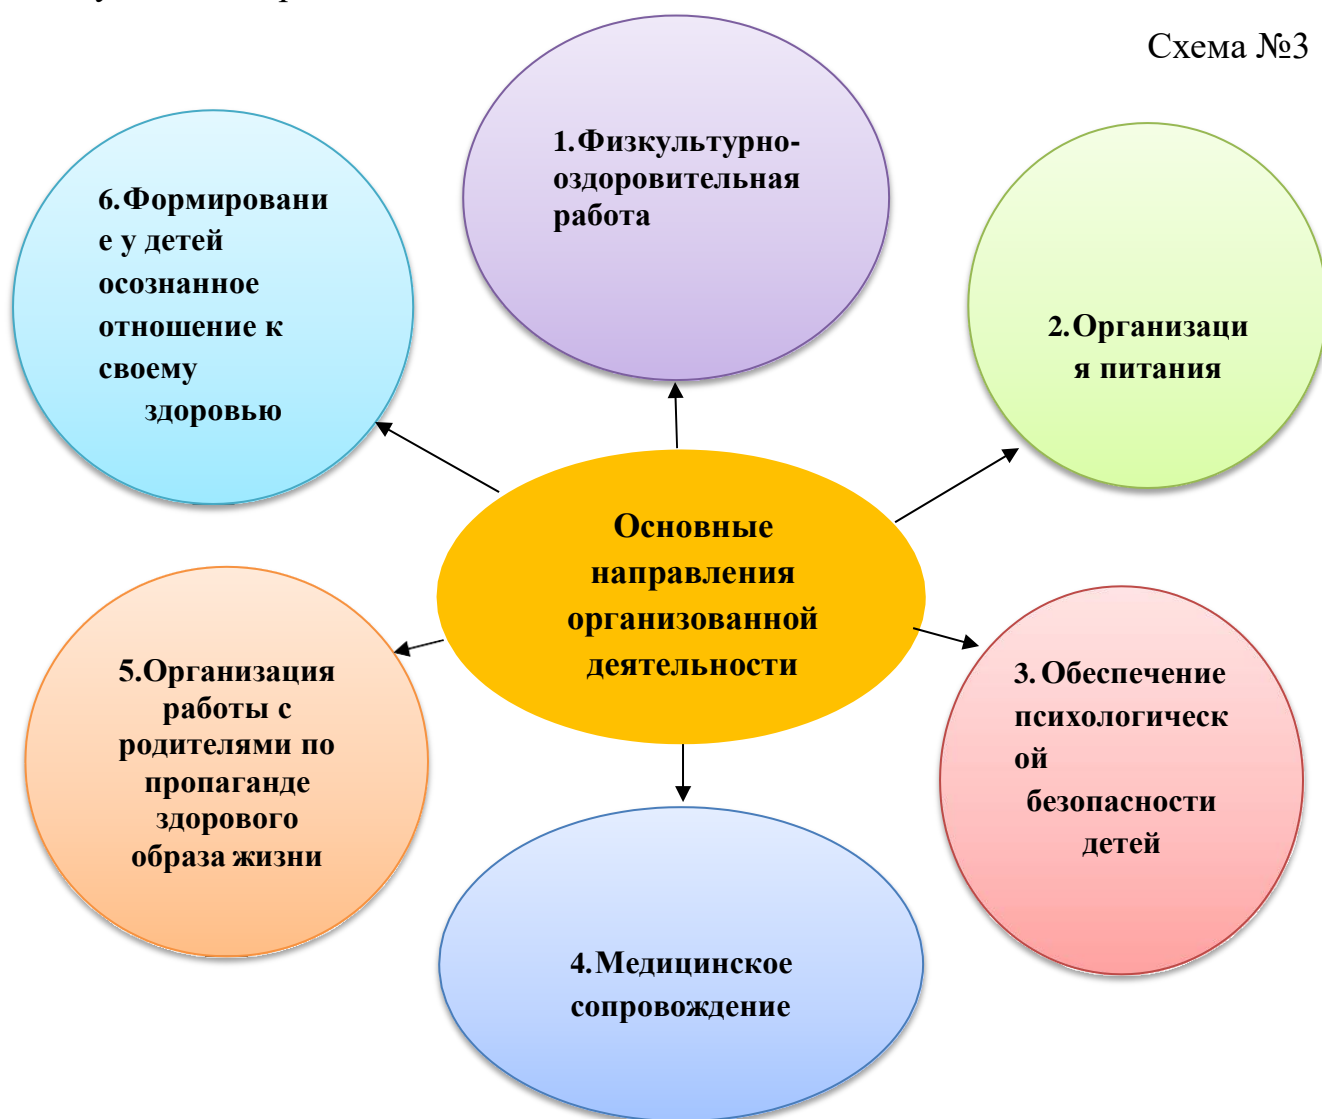 Схема №3
1.Физкультурно-
оздоровительная
работа
6.Формировани
е у детей
осознанное
отношение к
своему
здоровью
2.Организаци
я питания
Основные
направления
организованной
деятельности
5.Организация
работы с
родителями по
пропаганде
здорового
образа жизни
3. Обеспечение
психологическ
ой
безопасности
детей
4.Медицинское
сопровождение